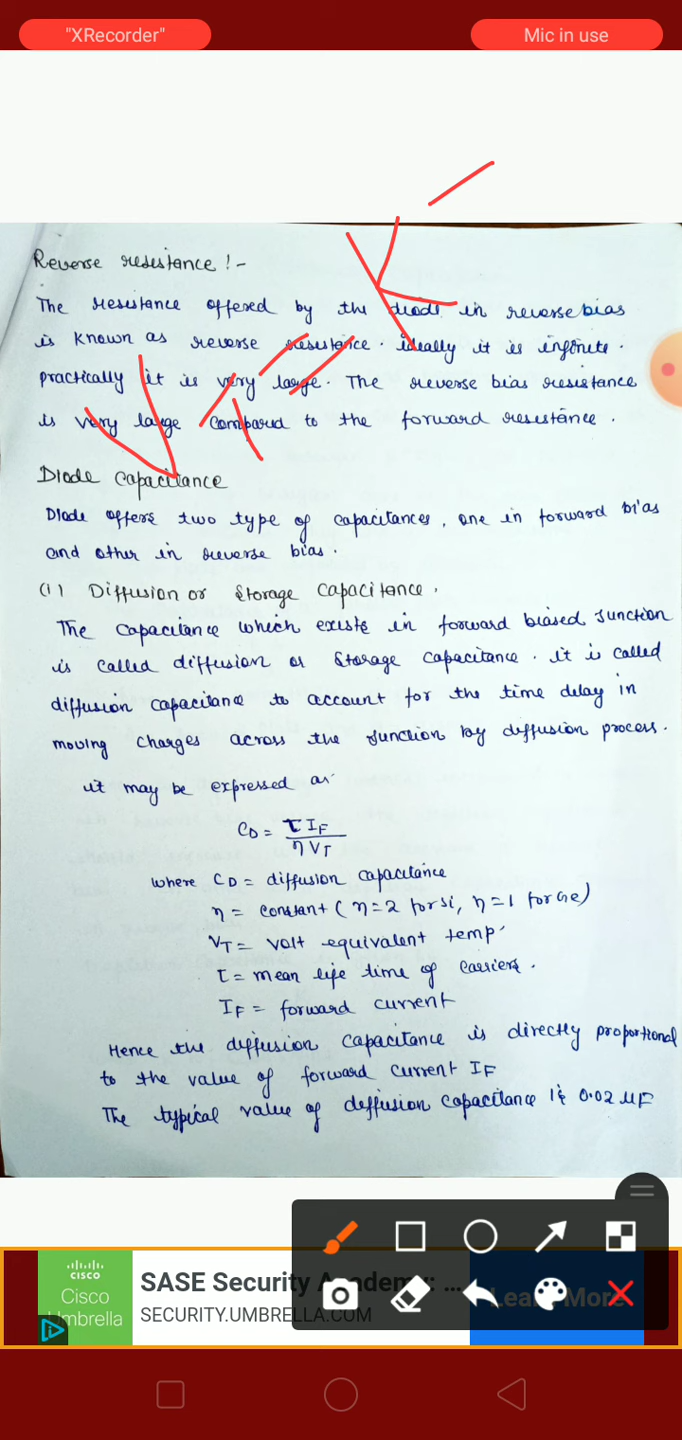 "XRecorder"
Mic in use
Reverse resistance :-
The resistance offered by the diode in reverse bias
is known as reverse resistance. ideally it is infinite.
practically it is very large. The reverse bias resistance
is very large compared to the forward resistance.
Diode capacitance
Diode offers two type of capacitances, one in forward bias
and other in reverse bias.
(1) Diffusion or Storage capacitance.
The capacitance which exists in forward biased junction
is called diffusion or storage capacitance. it is called
diffusion capacitance to account for the time delay in
moving charges across the junction by diffusion process.
it may be expressed as
CD = τIF / ηVT
where CD = diffusion capacitance
η = constant (η=2 for si, η=1 for Ge)
VT = volt equivalent temp.
τ = mean life time of carriers.
IF = forward current
Hence the diffusion capacitance is directly proportional
to the value of forward current IF
The typical value of deffusion capacitance is 0.02 μF
CISCO
Cisco
Umbrella
SASE Security Academy: ...
SECURITY.UMBRELLA.COM
Learn More